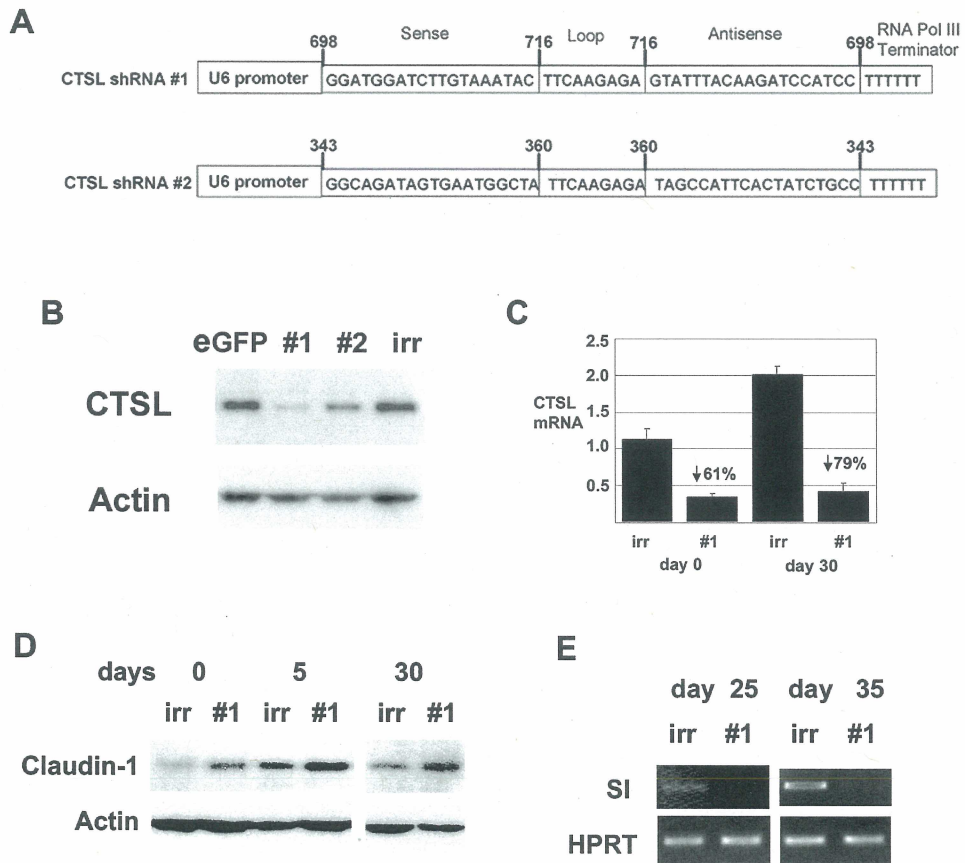 A
698 Sense 716 Loop 716 Antisense 698 RNA Pol III Terminator
CTSL shRNA #1 U6 promoter GGATGGATCTTGTAAATAC TTCAAGAGA GTATTTACAAGATCCATCC TTTTTT
343 360 360 343
CTSL shRNA #2 U6 promoter GGCAGATAGTGAATGGCTA TTCAAGAGA TAGCCATTCACTATCTGCC TTTTTT
B
eGFP #1 #2 irr
CTSL
Actin
C
2.5
2.0
1.5
1.0
0.5
CTSL
mRNA
↓61%
↓79%
irr #1 irr #1
day 0 day 30
D
days 0 5 30
irr #1 irr #1 irr #1
Claudin-1
Actin
E
day 25 day 35
irr #1 irr #1
SI
HPRT